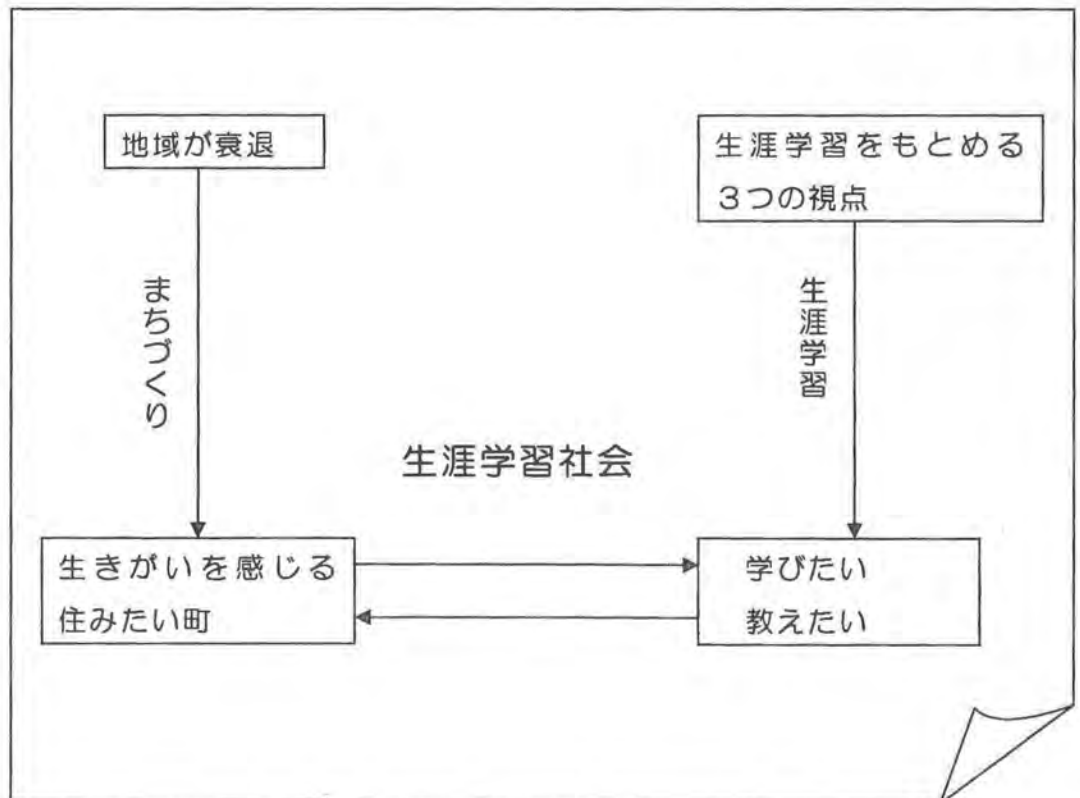 地域が衰退
生涯学習をもとめる
3つの視点
まちづくり
生涯学習
生涯学習社会
生きがいを感じる
住みたい町
学びたい
教えたい